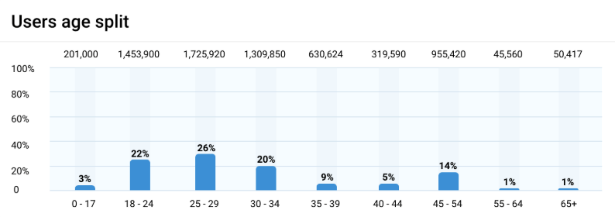 Users age split
201,000 1,453,900 1,725,920 1,309,850 630,624 319,590 955,420 45,560 50,417
100%
80%
60%
40%
20%
0
3% 22% 26% 20% 9% 5% 14% 1% 1%
0 - 17 18 - 24 25 - 29 30 - 34 35 - 39 40 - 44 45 - 54 55 - 64 65+